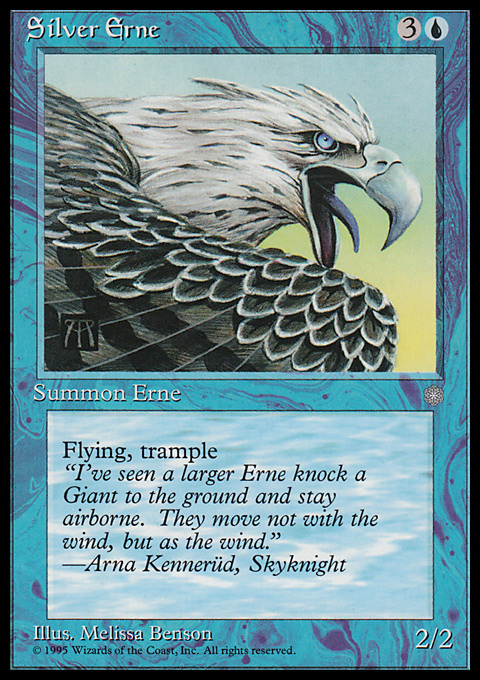 Silver Erne
3
Summon Erne
Flying, trample
“I’ve seen a larger Erne knock a
Giant to the ground and stay
airborne. They move not with the
wind, but as the wind.”
—Arna Kennerüd, Skyknight
Illus. Melissa Benson
2/2
© 1995 Wizards of the Coast, Inc. All rights reserved.